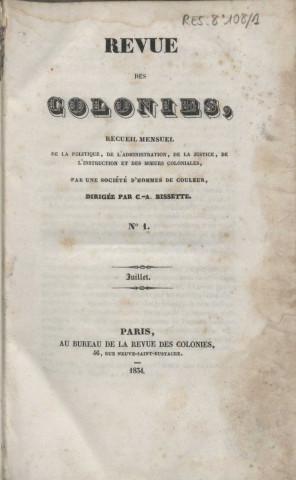 RES. 8° 108/1
REVUE
DES
COLONIES,
RECUEIL MENSUEL
DE LA POLITIQUE, DE L'ADMINISTRATION, DE LA JUSTICE, DE
L'INSTRUCTION ET DES MŒURS COLONIALES,
PAR UNE SOCIÉTÉ D'HOMMES DE COULEUR,
DIRIGÉE PAR C.-A. BISSETTE.
N° 1.
Juillet.
PARIS,
AU BUREAU DE LA REVUE DES COLONIES,
46, RUE NEUVE-SAINT-EUSTACHE.
1834.